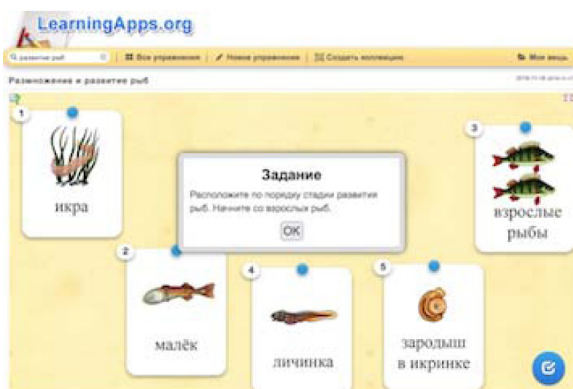 LearningApps.org
развитие рыб
Все упражнения
Новое упражнение
Создать коллекцию
Мои вещи
Размножение и развитие рыб
1
икра
Задание
Расположите по порядку стадии развития
рыб. Начните со взрослых рыб.
OK
3
взрослые
рыбы
2
малёк
4
личинка
5
зародыш
в икринке